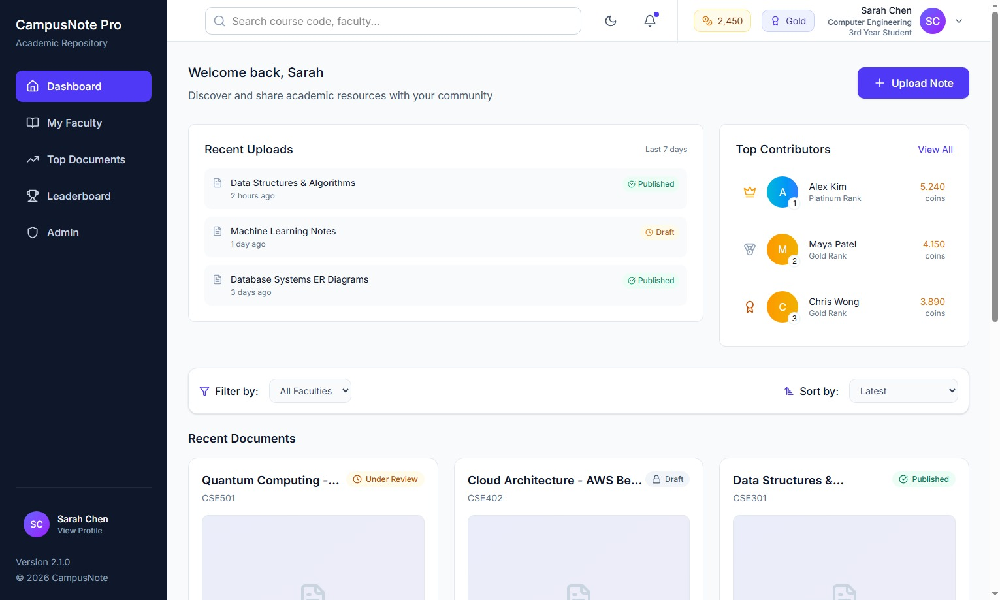 CampusNote Pro
Academic Repository
Dashboard
My Faculty
Top Documents
Leaderboard
Admin
SC
Sarah Chen
View Profile
Version 2.1.0
© 2026 CampusNote
Search course code, faculty...
2,450
Gold
Sarah Chen
Computer Engineering
3rd Year Student
SC
Welcome back, Sarah
Discover and share academic resources with your community
Upload Note
Recent Uploads
Last 7 days
Data Structures & Algorithms
2 hours ago
Published
Machine Learning Notes
1 day ago
Draft
Database Systems ER Diagrams
3 days ago
Published
Top Contributors
View All
A
1
Alex Kim
Platinum Rank
5.240
coins
M
2
Maya Patel
Gold Rank
4.150
coins
C
3
Chris Wong
Gold Rank
3.890
coins
Filter by:
All Faculties
Sort by:
Latest
Recent Documents
Quantum Computing -...
Under Review
CSE501
Cloud Architecture - AWS Be...
Draft
CSE402
Data Structures &...
Published
CSE301